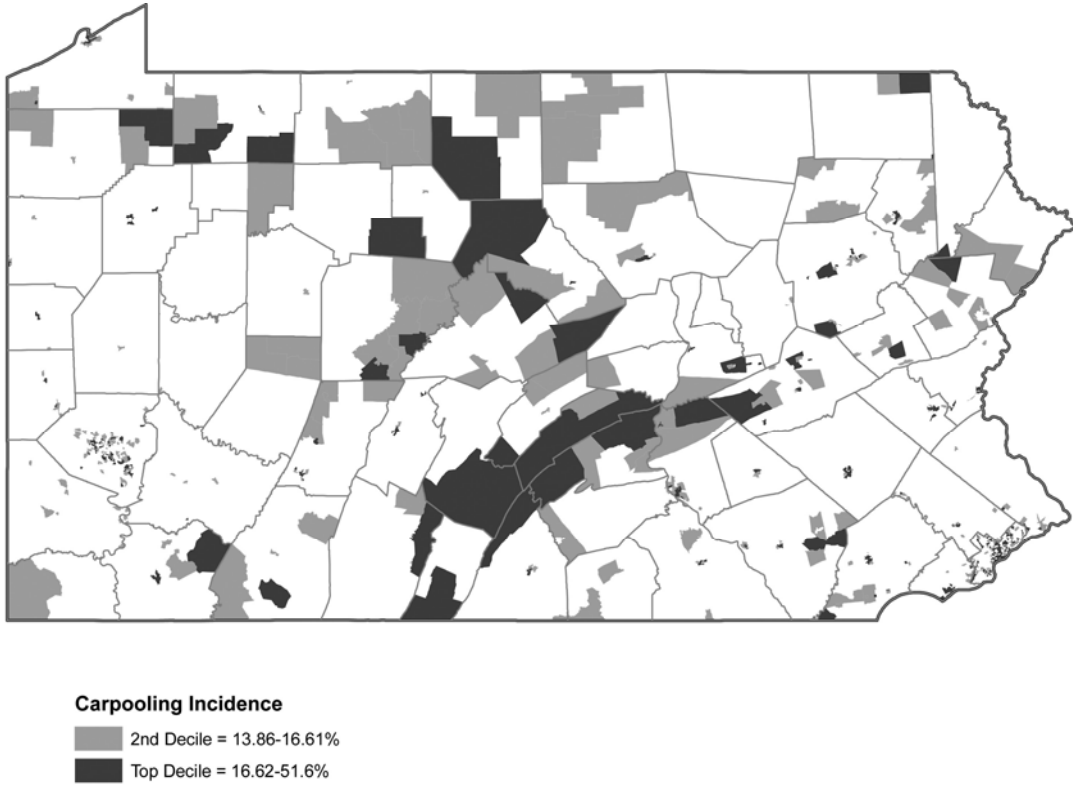 Carpooling Incidence
2nd Decile = 13.86-16.61%
Top Decile = 16.62-51.6%